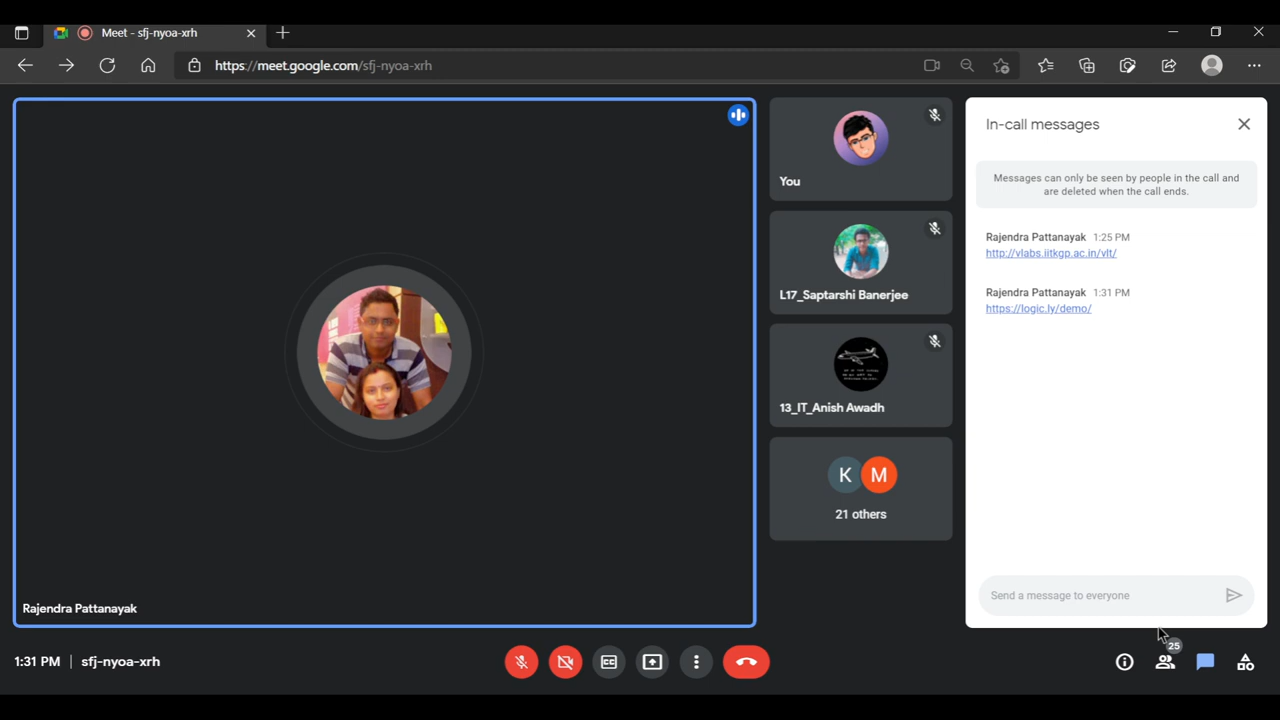 Meet - sfj-nyoa-xrh
https://meet.google.com/sfj-nyoa-xrh
Rajendra Pattanayak
You
L17_Saptarshi Banerjee
13_IT_Anish Awadh
K M
21 others
In-call messages
Messages can only be seen by people in the call and
are deleted when the call ends.
Rajendra Pattanayak 1:25 PM
http://vlabs.iitkgp.ac.in/vlt/
Rajendra Pattanayak 1:31 PM
https://logic.ly/demo/
Send a message to everyone
1:31 PM | sfj-nyoa-xrh
CC
25